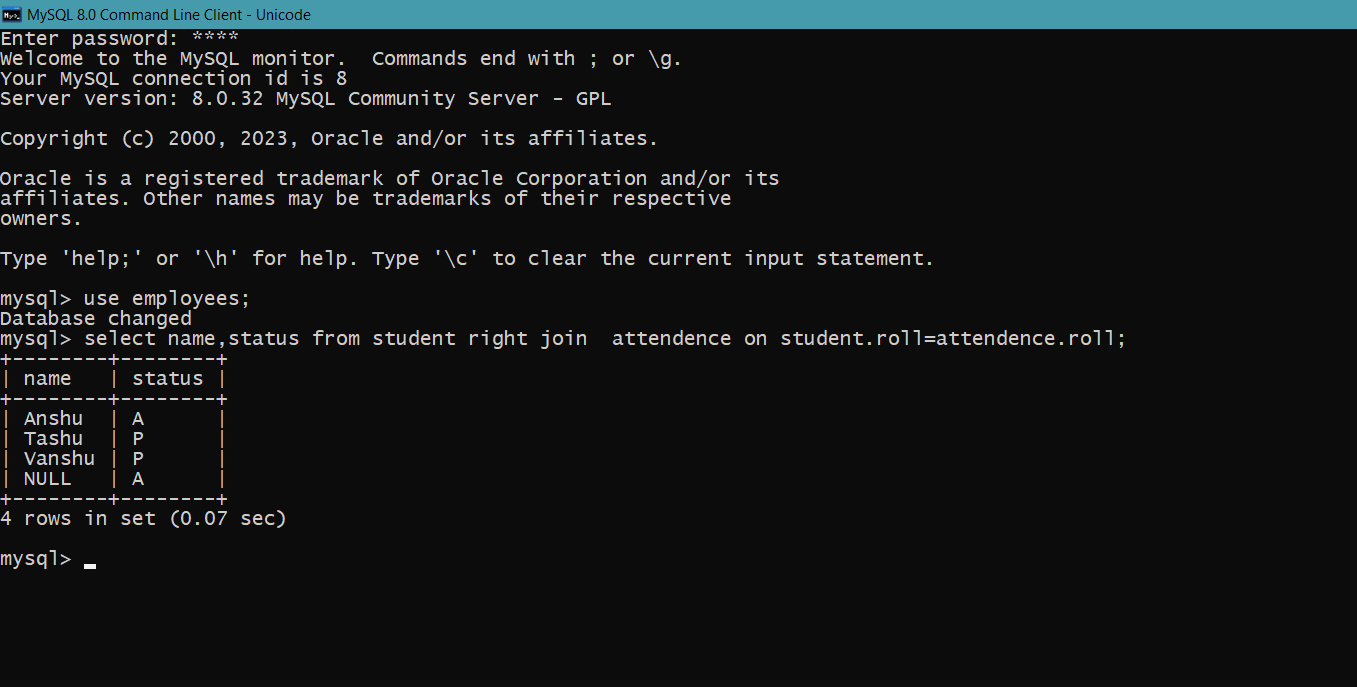 MySQL 8.0 Command Line Client - Unicode
Enter password: ****
Welcome to the MySQL monitor.  Commands end with ; or \g.
Your MySQL connection id is 8
Server version: 8.0.32 MySQL Community Server - GPL

Copyright (c) 2000, 2023, Oracle and/or its affiliates.

Oracle is a registered trademark of Oracle Corporation and/or its
affiliates. Other names may be trademarks of their respective
owners.

Type 'help;' or '\h' for help. Type '\c' to clear the current input statement.

mysql> use employees;
Database changed
mysql> select name,status from student right join  attendence on student.roll=attendence.roll;
+--------+--------+
| name   | status |
+--------+--------+
| Anshu  | A      |
| Tashu  | P      |
| Vanshu | P      |
| NULL   | A      |
+--------+--------+
4 rows in set (0.07 sec)

mysql>